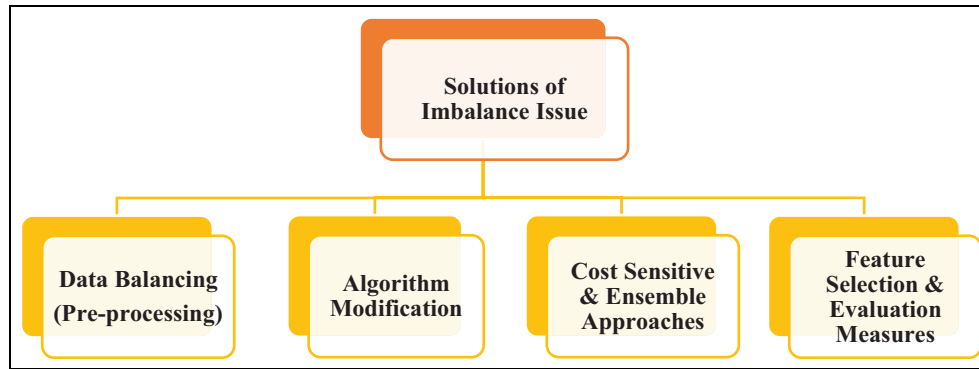 Solutions of
Imbalance Issue
Data Balancing
(Pre-processing)
Algorithm
Modification
Cost Sensitive
& Ensemble
Approaches
Feature
Selection &
Evaluation
Measures